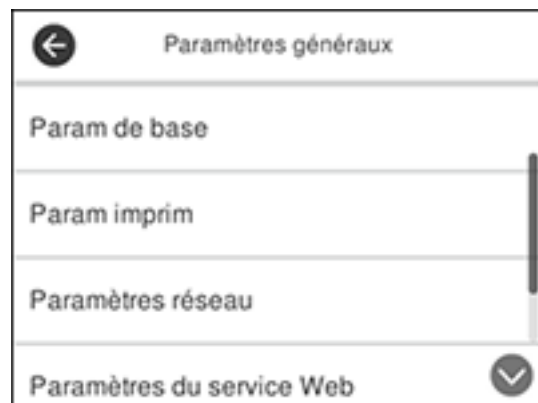 Paramètres généraux
Param de base
Param imprim
Paramètres réseau
Paramètres du service Web